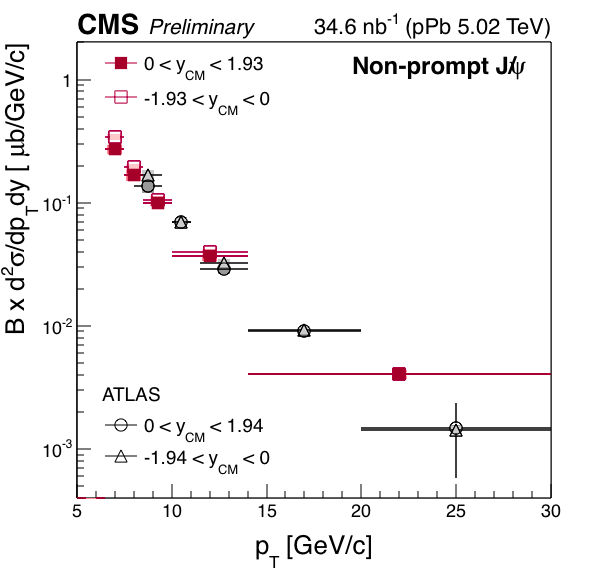 CMS Preliminary 34.6 nb⁻¹ (pPb 5.02 TeV)
Non-prompt J/ψ
0 < y_CM < 1.93
-1.93 < y_CM < 0
B x d²σ/dp_Tdy [ μb/GeV/c]
1
10⁻¹
10⁻²
10⁻³
ATLAS
0 < y_CM < 1.94
-1.94 < y_CM < 0
5 10 15 20 25 30
p_T [GeV/c]